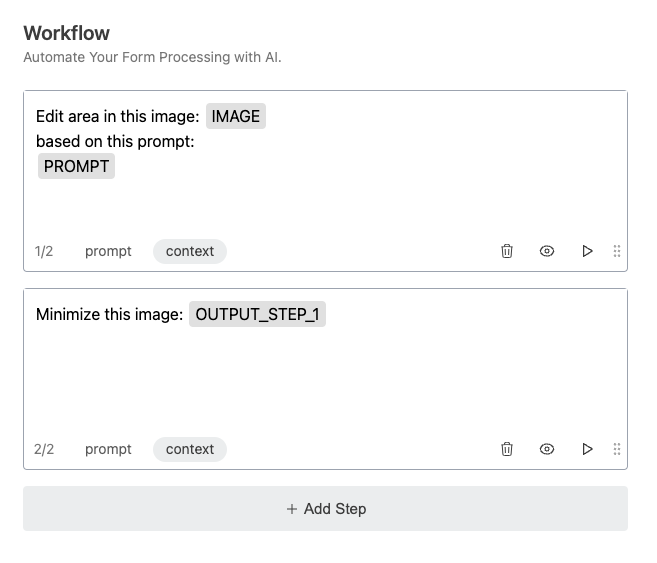 Workflow
Automate Your Form Processing with AI.
Edit area in this image: IMAGE
based on this prompt:
PROMPT
1/2 prompt context
Minimize this image: OUTPUT_STEP_1
2/2 prompt context
+ Add Step